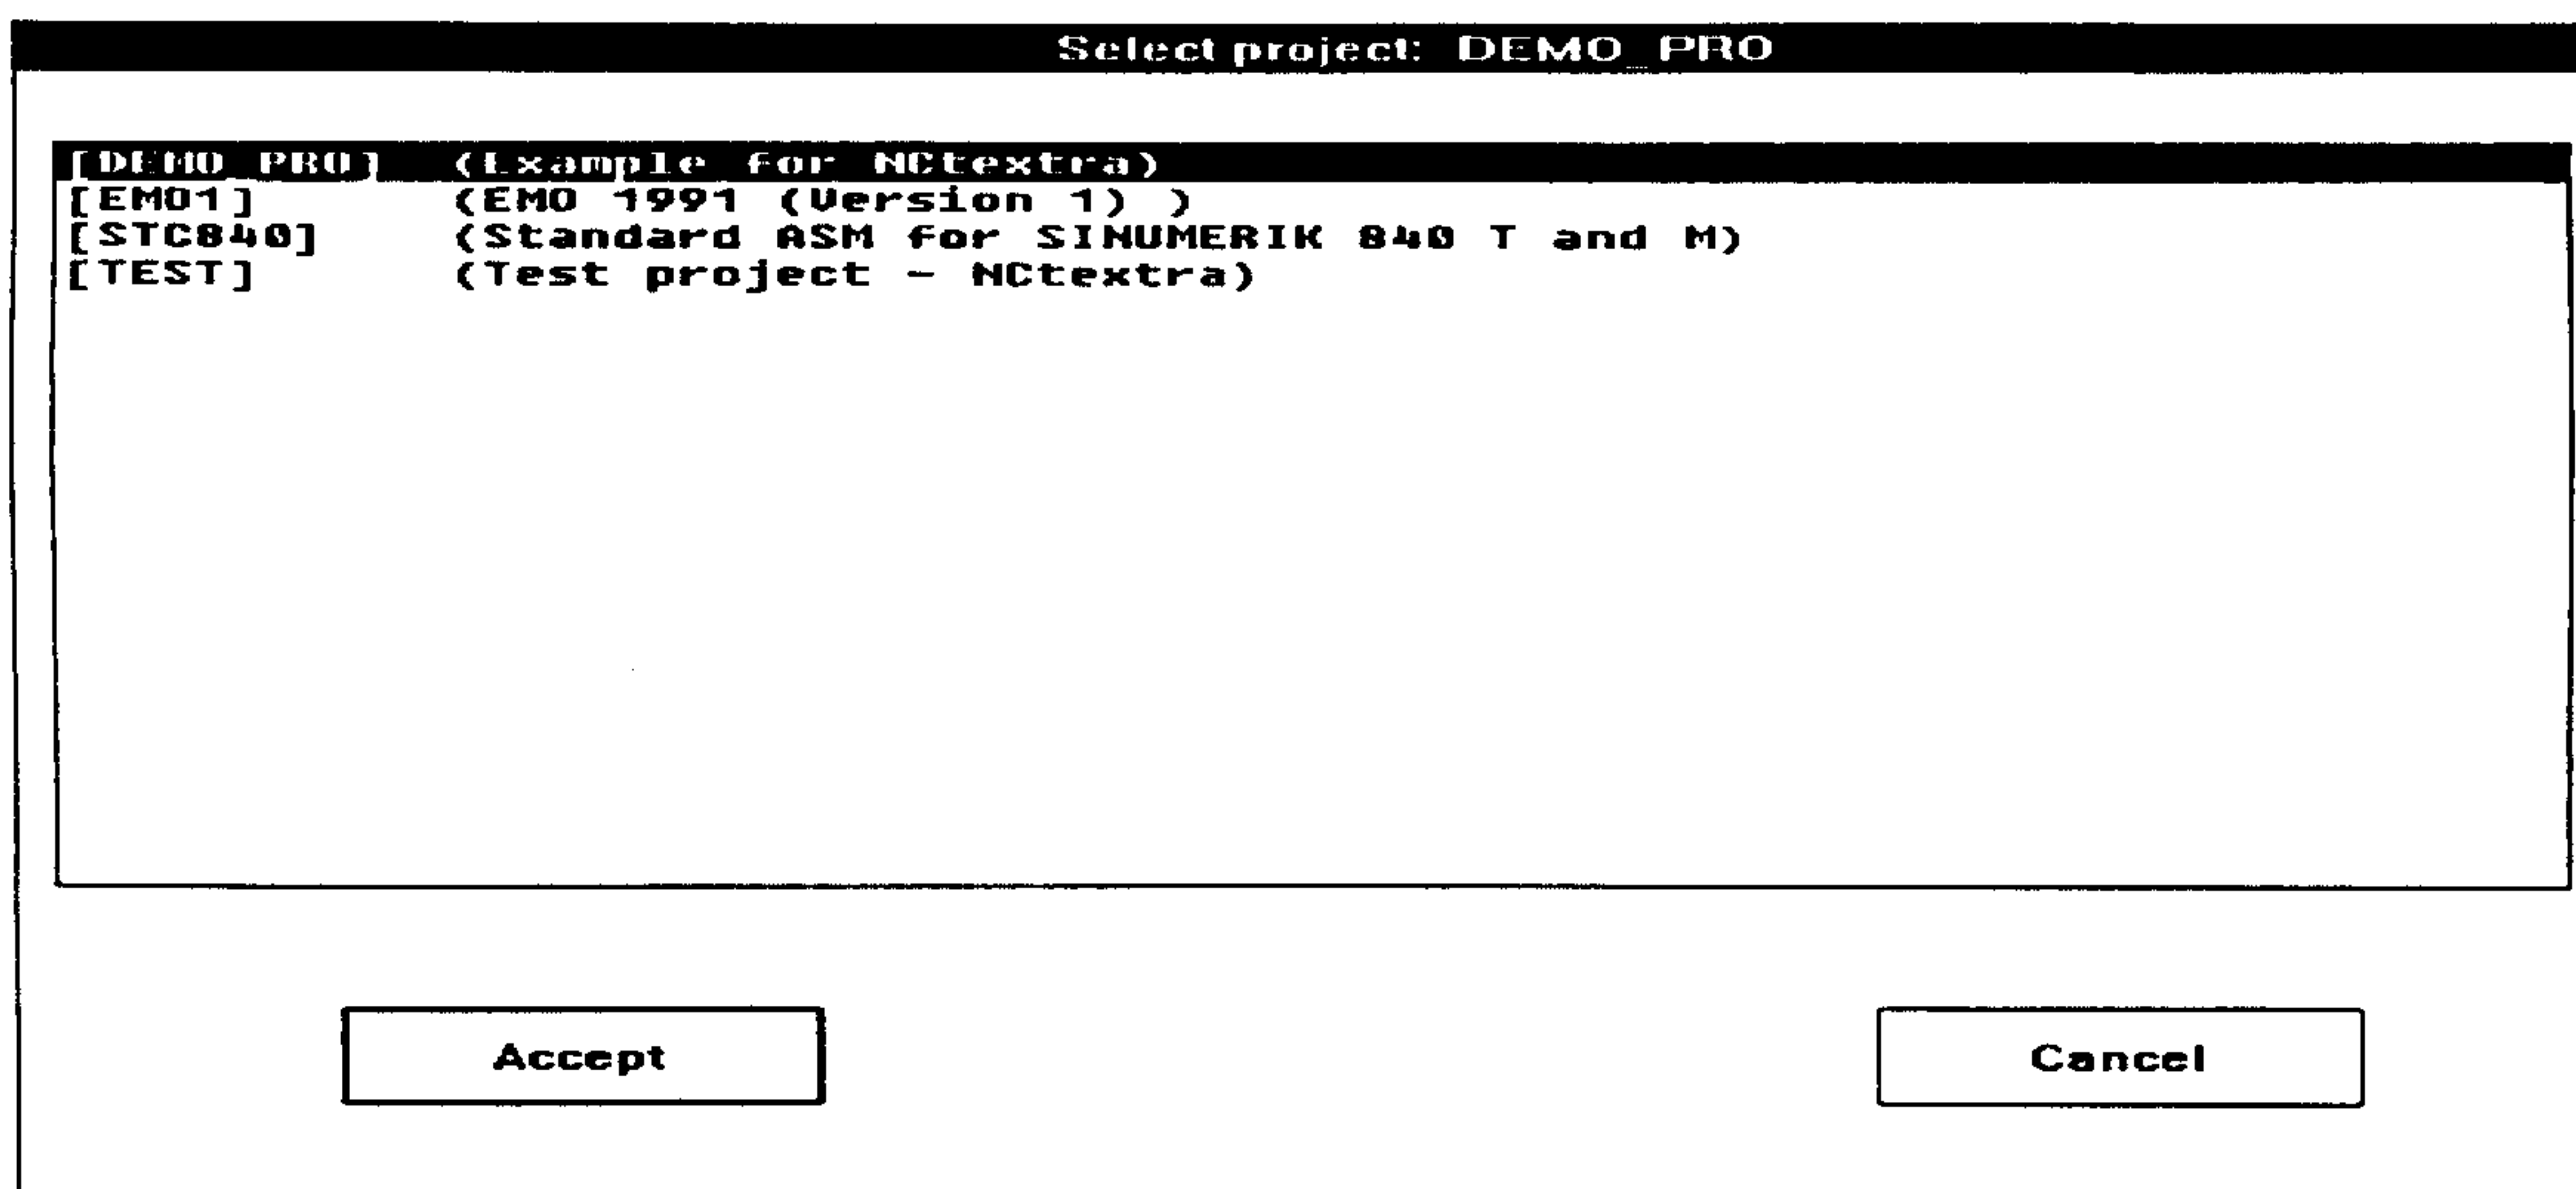 Select project: DEMO_PRO
[DEMO_PRO] (Example for NCtextra)
[EMO1] (EMO 1991 (Version 1) )
[STC840] (Standard ASM for SINUMERIK 840 T and M)
[TEST] (Test project - NCtextra)
Accept Cancel